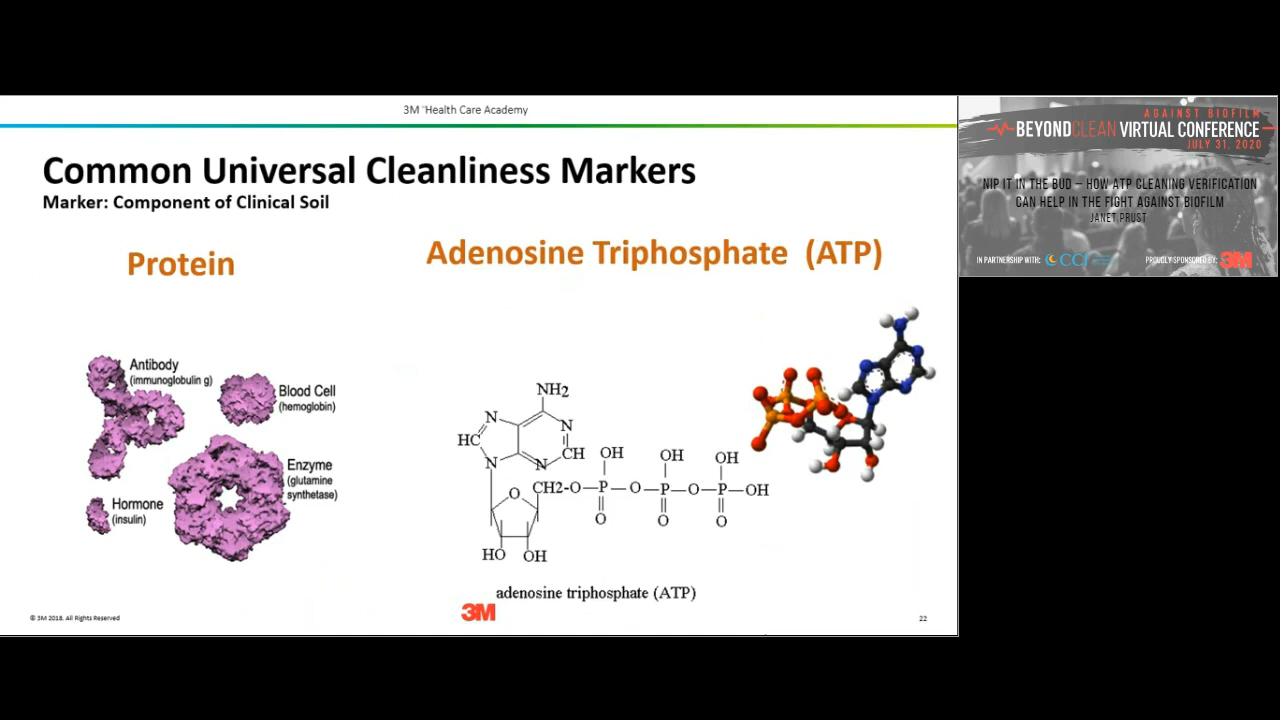 3M ¨Health Care Academy
Common Universal Cleanliness Markers
Marker: Component of Clinical Soil
Protein
Adenosine Triphosphate (ATP)
Antibody
(immunoglobulin g)
Blood Cell
(hemoglobin)
Enzyme
(glutamine
synthetase)
Hormone
(insulin)
NH2
N
N
HC
CH
N
N
OH
OH
OH
CH2-O—P—O—P—O—P—OH
O
O
O
O
HO
OH
adenosine triphosphate (ATP)
© 3M 2018. All Rights Reserved
3M
22
AGAINST BIOFILM
BEYONDCLEAN VIRTUAL CONFERENCE
JULY 31, 2020
"NIP IT IN THE BUD – HOW ATP CLEANING VERIFICATION
CAN HELP IN THE FIGHT AGAINST BIOFILM
JANET PRUST
IN PARTNERSHIP WITH:
PROUDLY SPONSORED BY: 3M